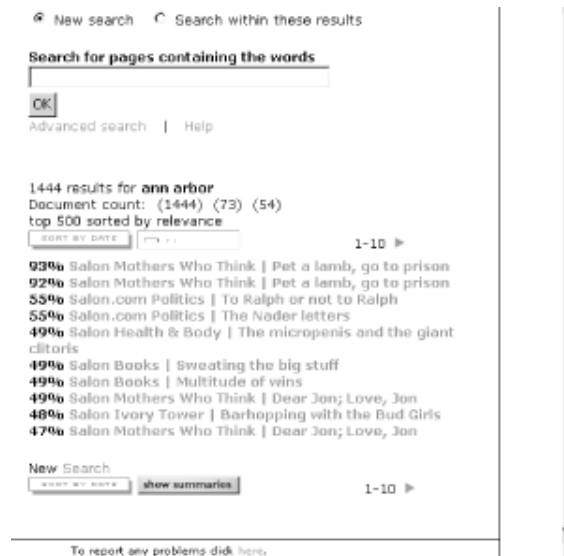 New search Search within these results
Search for pages containing the words
OK
Advanced search | Help
1444 results for ann arbor
Document count: (1444) (73) (54)
top 500 sorted by relevance
SORT BY DATE
1-10
93% Salon Mothers Who Think | Pet a lamb, go to prison
92% Salon Mothers Who Think | Pet a lamb, go to prison
55% Salon.com Politics | To Ralph or not to Ralph
55% Salon.com Politics | The Nader letters
49% Salon Health & Body | The micropenis and the giant
clitoris
49% Salon Books | Sweating the big stuff
49% Salon Books | Multitude of wins
49% Salon Mothers Who Think | Dear Jon; Love, Jon
48% Salon Ivory Tower | Barhopping with the Bud Girls
47% Salon Mothers Who Think | Dear Jon; Love, Jon
New Search
SORT BY DATE show summaries 1-10
To report any problems click here.